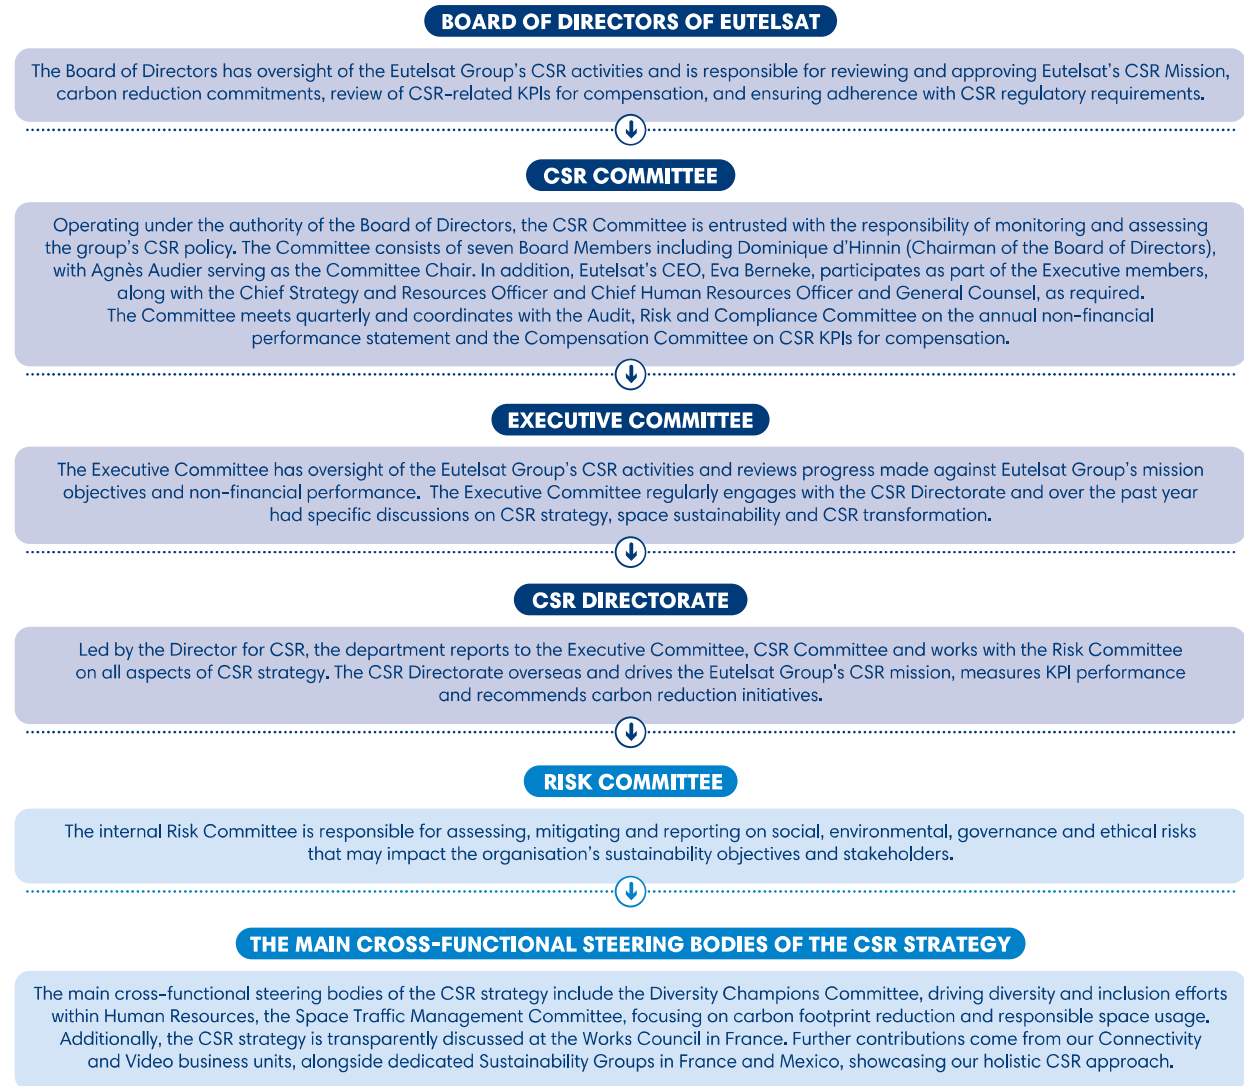 BOARD OF DIRECTORS OF EUTELSAT
The Board of Directors has oversight of the Eutelsat Group's CSR activities and is responsible for reviewing and approving Eutelsat's CSR Mission,
carbon reduction commitments, review of CSR-related KPIs for compensation, and ensuring adherence with CSR regulatory requirements.
CSR COMMITTEE
Operating under the authority of the Board of Directors, the CSR Committee is entrusted with the responsibility of monitoring and assessing
the group's CSR policy. The Committee consists of seven Board Members including Dominique d'Hinnin (Chairman of the Board of Directors),
with Agnès Audier serving as the Committee Chair. In addition, Eutelsat's CEO, Eva Berneke, participates as part of the Executive members,
along with the Chief Strategy and Resources Officer and Chief Human Resources Officer and General Counsel, as required.
The Committee meets quarterly and coordinates with the Audit, Risk and Compliance Committee on the annual non-financial
performance statement and the Compensation Committee on CSR KPIs for compensation.
EXECUTIVE COMMITTEE
The Executive Committee has oversight of the Eutelsat Group's CSR activities and reviews progress made against Eutelsat Group's mission
objectives and non-financial performance. The Executive Committee regularly engages with the CSR Directorate and over the past year
had specific discussions on CSR strategy, space sustainability and CSR transformation.
CSR DIRECTORATE
Led by the Director for CSR, the department reports to the Executive Committee, CSR Committee and works with the Risk Committee
on all aspects of CSR strategy. The CSR Directorate overseas and drives the Eutelsat Group's CSR mission, measures KPI performance
and recommends carbon reduction initiatives.
RISK COMMITTEE
The internal Risk Committee is responsible for assessing, mitigating and reporting on social, environmental, governance and ethical risks
that may impact the organisation's sustainability objectives and stakeholders.
THE MAIN CROSS-FUNCTIONAL STEERING BODIES OF THE CSR STRATEGY
The main cross-functional steering bodies of the CSR strategy include the Diversity Champions Committee, driving diversity and inclusion efforts
within Human Resources, the Space Traffic Management Committee, focusing on carbon footprint reduction and responsible space usage.
Additionally, the CSR strategy is transparently discussed at the Works Council in France. Further contributions come from our Connectivity
and Video business units, alongside dedicated Sustainability Groups in France and Mexico, showcasing our holistic CSR approach.